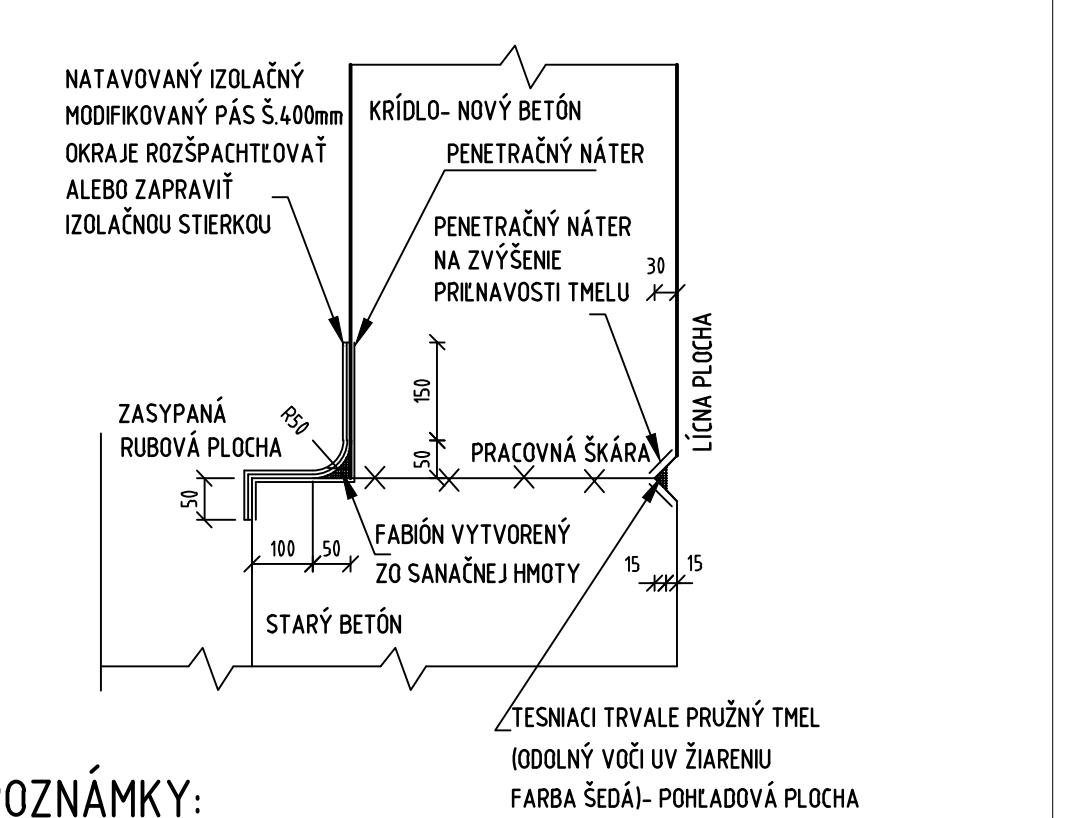 NATAVOVANÝ IZOLAČNÝ
MODIFIKOVANÝ PÁS Š.400mm
OKRAJE ROZŠPACHTĽOVAŤ
ALEBO ZAPRAVIŤ
IZOLAČNOU STIERKOU
KRÍDLO- NOVÝ BETÓN
PENETRAČNÝ NÁTER
PENETRAČNÝ NÁTER
NA ZVÝŠENIE
PRIĽNAVOSTI TMELU
30
LÍCNA PLOCHA
150
50
ZASYPANÁ
RUBOVÁ PLOCHA
R50
PRACOVNÁ ŠKÁRA
50
100
50
FABIÓN VYTVORENÝ
ZO SANAČNEJ HMOTY
15
15
STARÝ BETÓN
TESNIACI TRVALE PRUŽNÝ TMEL
(ODOLNÝ VOČI UV ŽIARENIU
FARBA ŠEDÁ)- POHĽADOVÁ PLOCHA
OZNÁMKY: